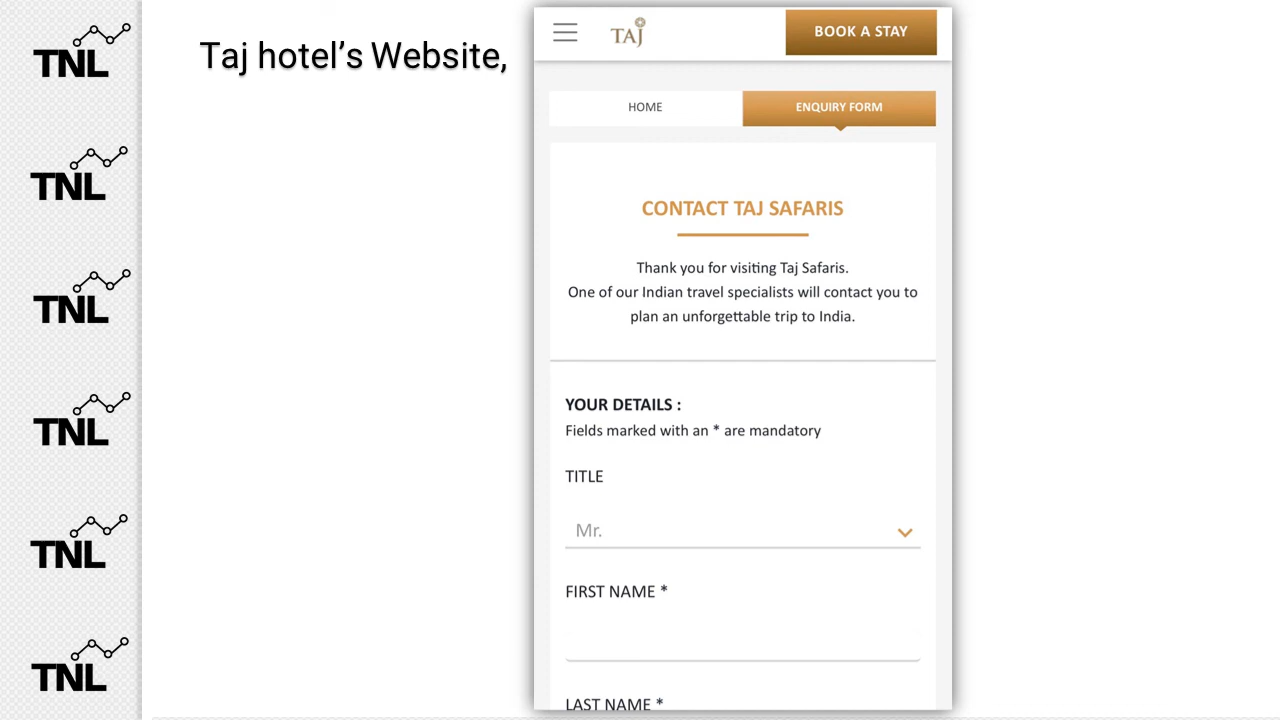 TNL
TNL
TNL
TNL
TNL
TNL
Taj hotel’s Website,
TAJ
BOOK A STAY
HOME
ENQUIRY FORM
CONTACT TAJ SAFARIS
Thank you for visiting Taj Safaris.
One of our Indian travel specialists will contact you to
plan an unforgettable trip to India.
YOUR DETAILS :
Fields marked with an * are mandatory
TITLE
Mr.
FIRST NAME *
LAST NAME *